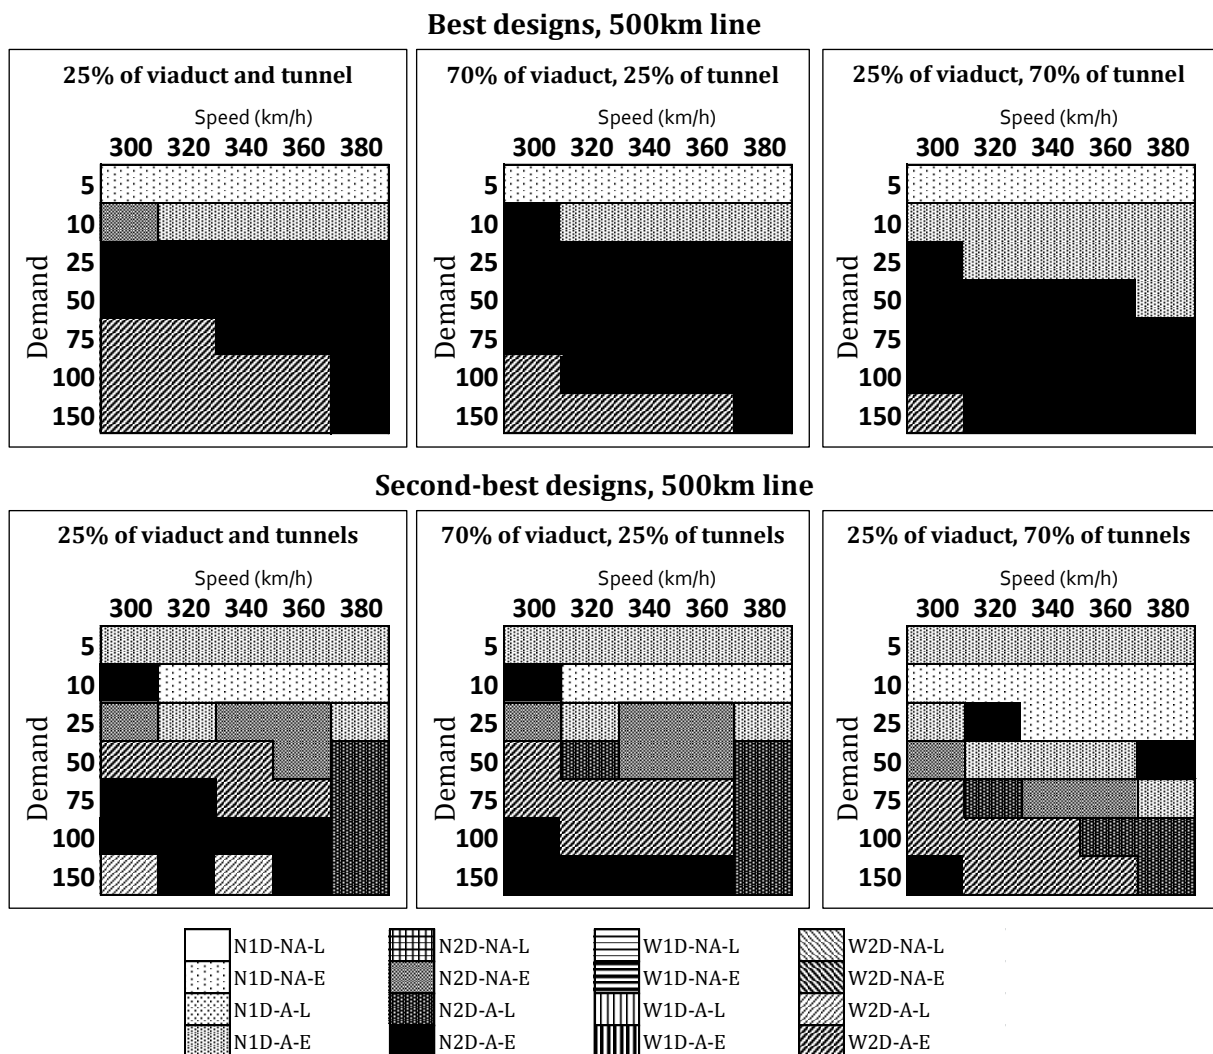 Best designs, 500km line
25% of viaduct and tunnel
Speed (km/h)
300 320 340 360 380
Demand
5
10
25
50
75
100
150
70% of viaduct, 25% of tunnel
Speed (km/h)
300 320 340 360 380
Demand
5
10
25
50
75
100
150
25% of viaduct, 70% of tunnel
Speed (km/h)
300 320 340 360 380
Demand
5
10
25
50
75
100
150
Second-best designs, 500km line
25% of viaduct and tunnels
Speed (km/h)
300 320 340 360 380
Demand
5
10
25
50
75
100
150
70% of viaduct, 25% of tunnels
Speed (km/h)
300 320 340 360 380
Demand
5
10
25
50
75
100
150
25% of viaduct, 70% of tunnels
Speed (km/h)
300 320 340 360 380
Demand
5
10
25
50
75
100
150
N1D-NA-L N2D-NA-L W1D-NA-L W2D-NA-L
N1D-NA-E N2D-NA-E W1D-NA-E W2D-NA-E
N1D-A-L N2D-A-L W1D-A-L W2D-A-L
N1D-A-E N2D-A-E W1D-A-E W2D-A-E